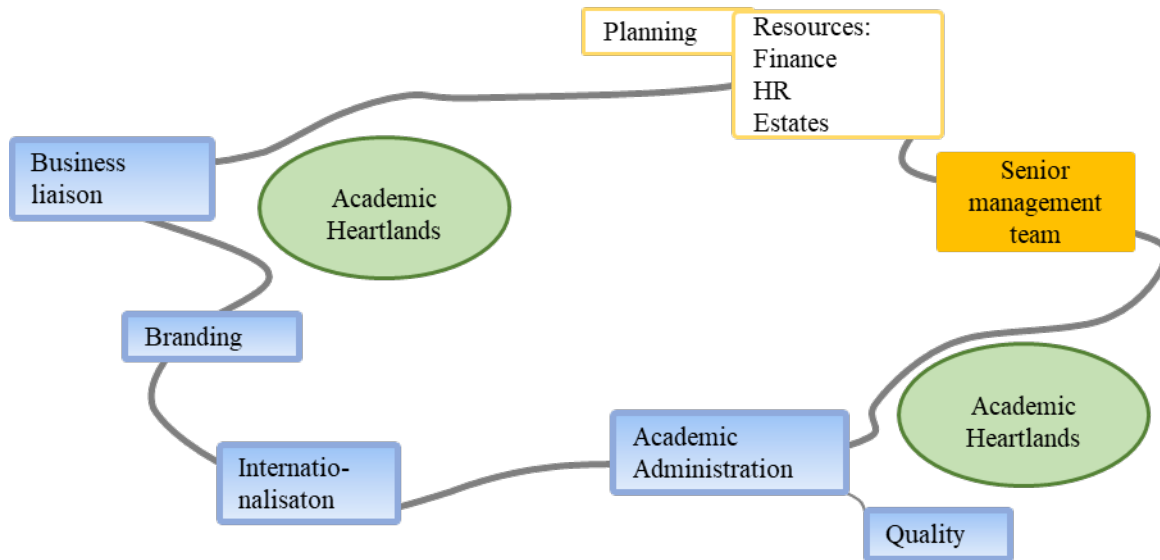 Planning
Resources:
Finance
HR
Estates
Business
liaison
Academic
Heartlands
Senior
management
team
Branding
Academic
Heartlands
Internatio-
nalisaton
Academic
Administration
Quality